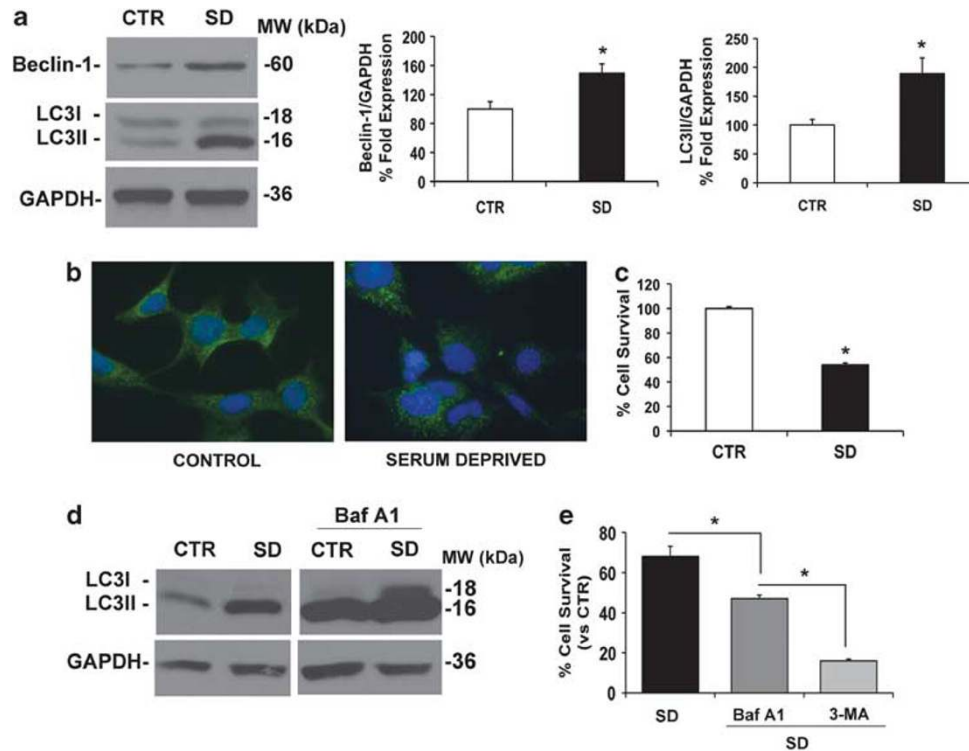 a
CTR SD MW (kDa)
Beclin-1- -60
LC3I - -18
LC3II - -16
GAPDH- -36
Beclin-1/GAPDH
% Fold Expression
160
120
80
40
0
*
CTR SD
LC3II/GAPDH
% Fold Expression
250
200
150
100
50
0
*
CTR SD
b
CONTROL SERUM DEPRIVED
c
% Cell Survival
120
100
80
60
40
20
0
*
CTR SD
d
Baf A1
CTR SD CTR SD MW (kDa)
LC3I - -18
LC3II - -16
GAPDH- -36
e
% Cell Survival
(vs CTR)
80
60
40
20
0
*
*
SD Baf A1 3-MA
SD